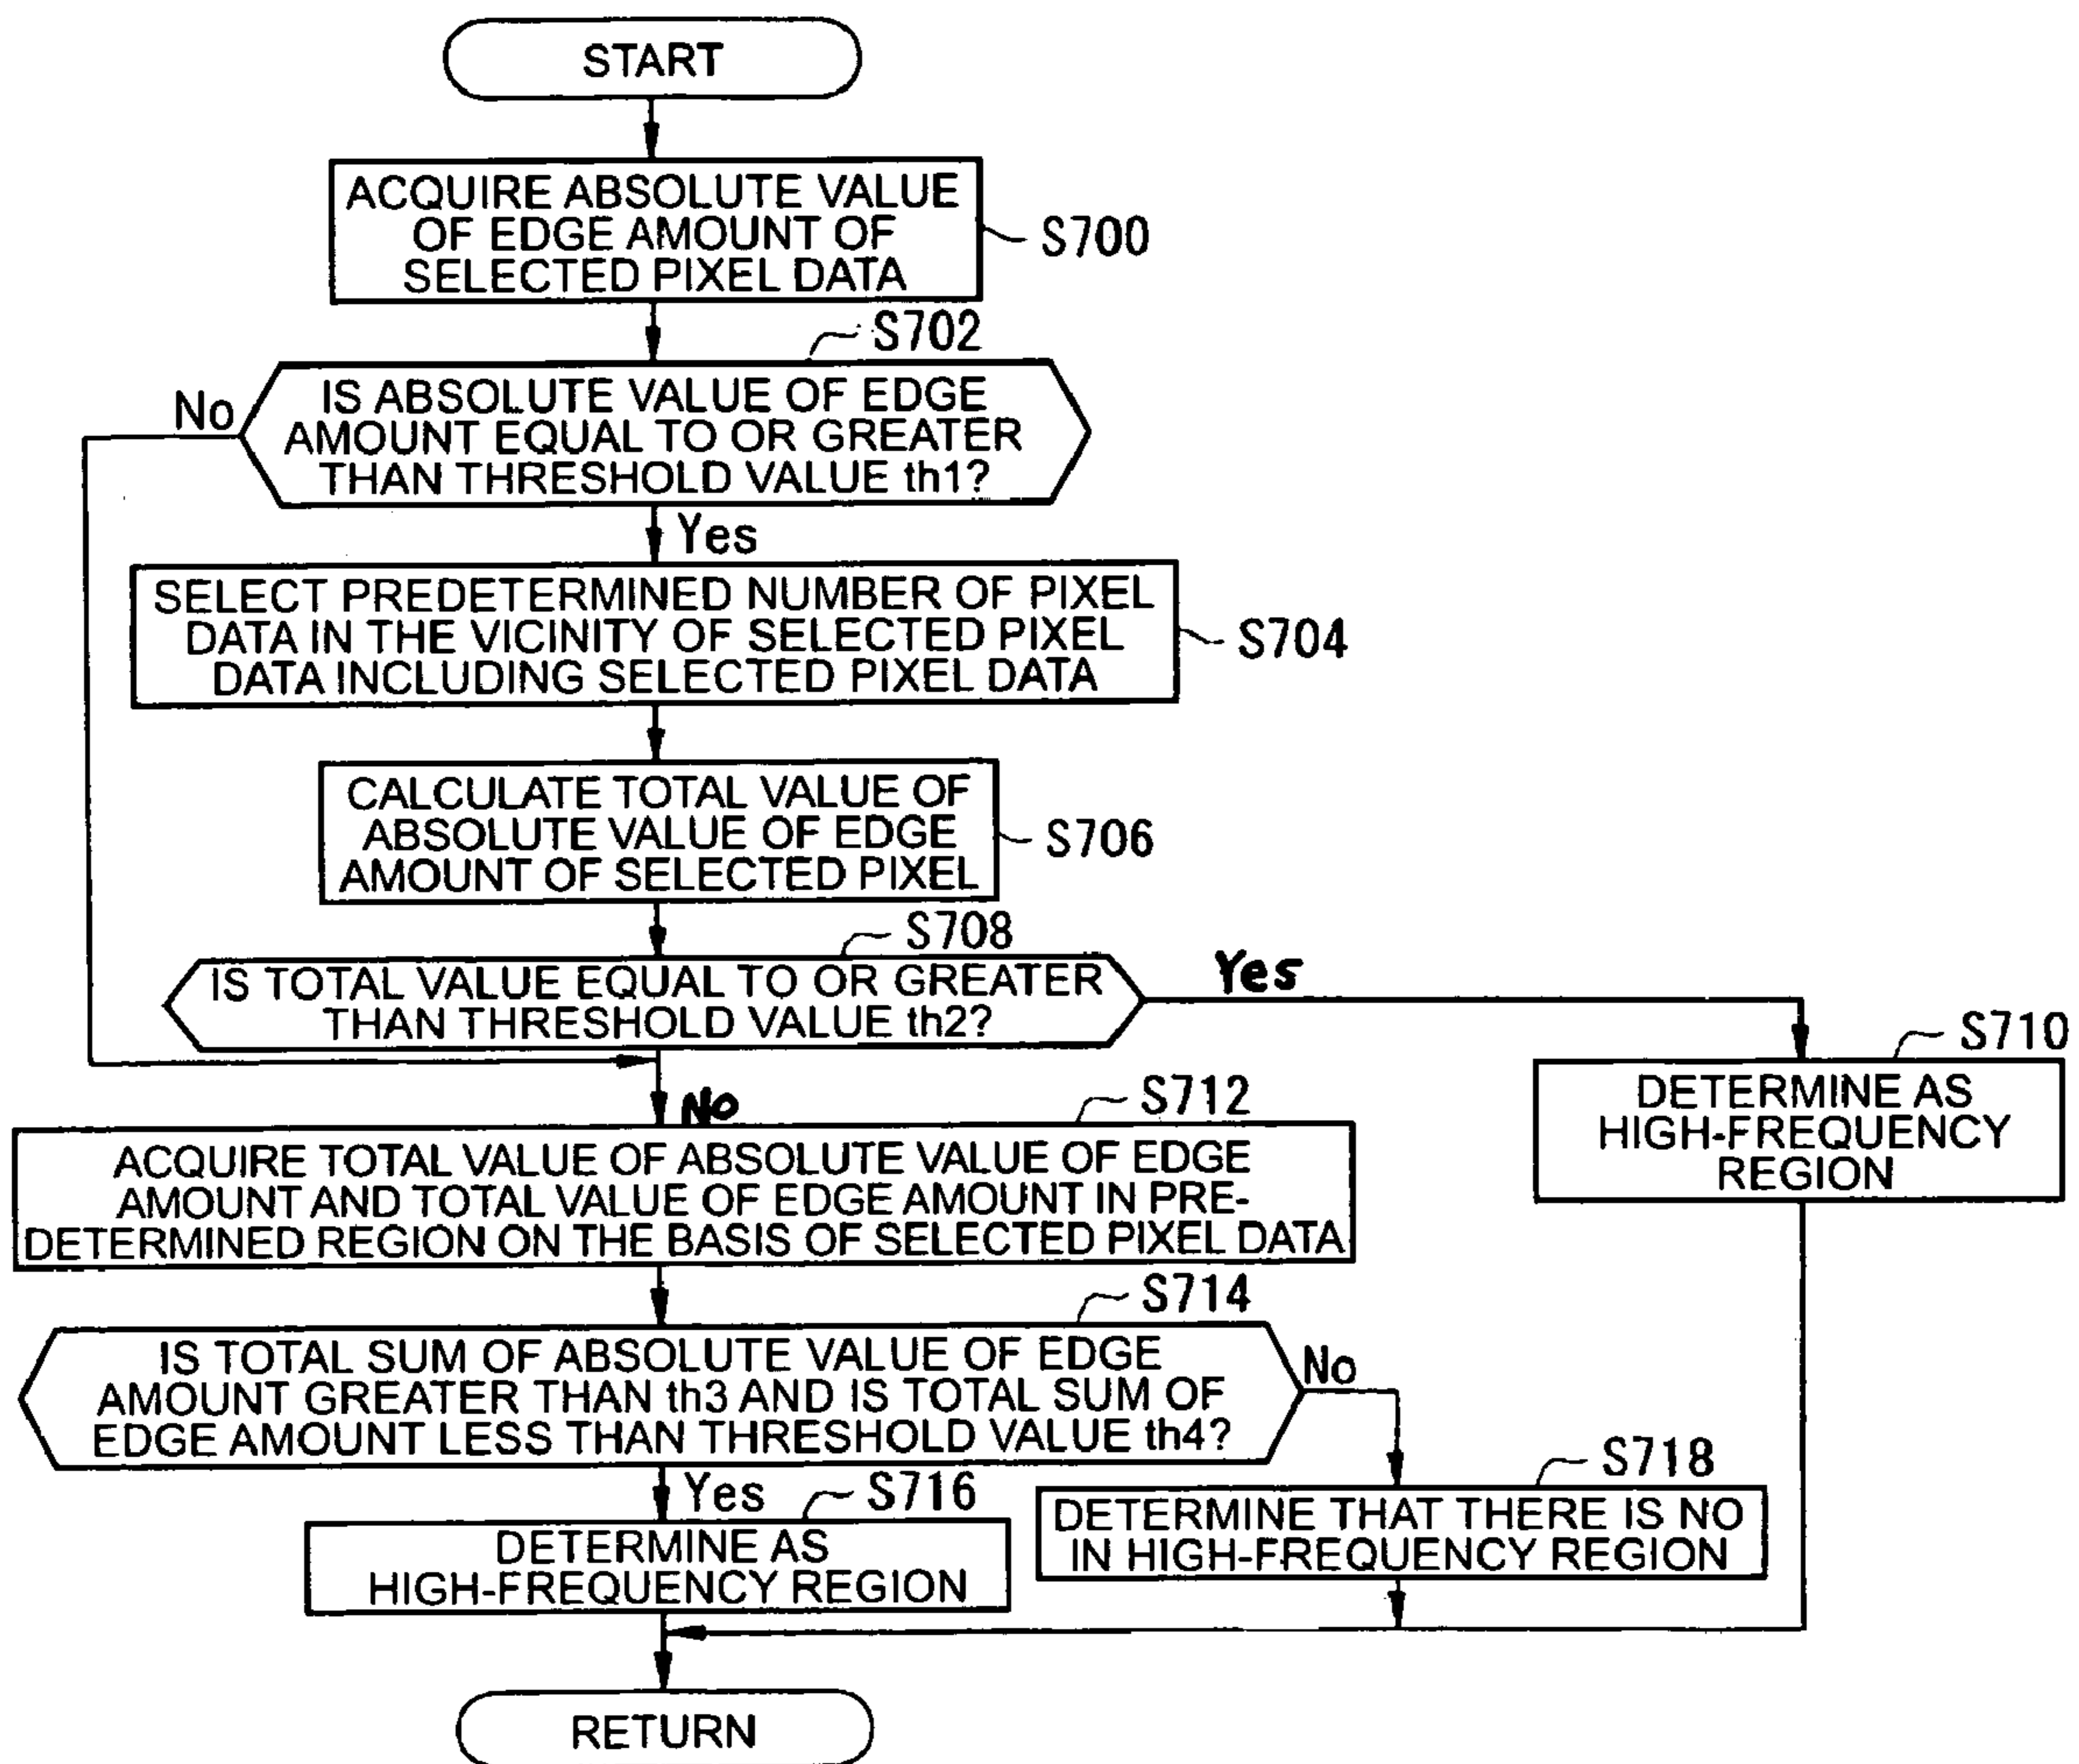 START
ACQUIRE ABSOLUTE VALUE
OF EDGE AMOUNT OF
SELECTED PIXEL DATA
S700
S702
No
IS ABSOLUTE VALUE OF EDGE
AMOUNT EQUAL TO OR GREATER
THAN THRESHOLD VALUE th1?
Yes
SELECT PREDETERMINED NUMBER OF PIXEL
DATA IN THE VICINITY OF SELECTED PIXEL
DATA INCLUDING SELECTED PIXEL DATA
S704
CALCULATE TOTAL VALUE OF
ABSOLUTE VALUE OF EDGE
AMOUNT OF SELECTED PIXEL
S706
S708
IS TOTAL VALUE EQUAL TO OR GREATER
THAN THRESHOLD VALUE th2?
Yes
S710
DETERMINE AS
HIGH-FREQUENCY
REGION
No
S712
ACQUIRE TOTAL VALUE OF ABSOLUTE VALUE OF EDGE
AMOUNT AND TOTAL VALUE OF EDGE AMOUNT IN PRE-
DETERMINED REGION ON THE BASIS OF SELECTED PIXEL DATA
S714
IS TOTAL SUM OF ABSOLUTE VALUE OF EDGE
AMOUNT GREATER THAN th3 AND IS TOTAL SUM OF
EDGE AMOUNT LESS THAN THRESHOLD VALUE th4?
No
Yes
S716
DETERMINE AS
HIGH-FREQUENCY REGION
S718
DETERMINE THAT THERE IS NO
IN HIGH-FREQUENCY REGION
RETURN